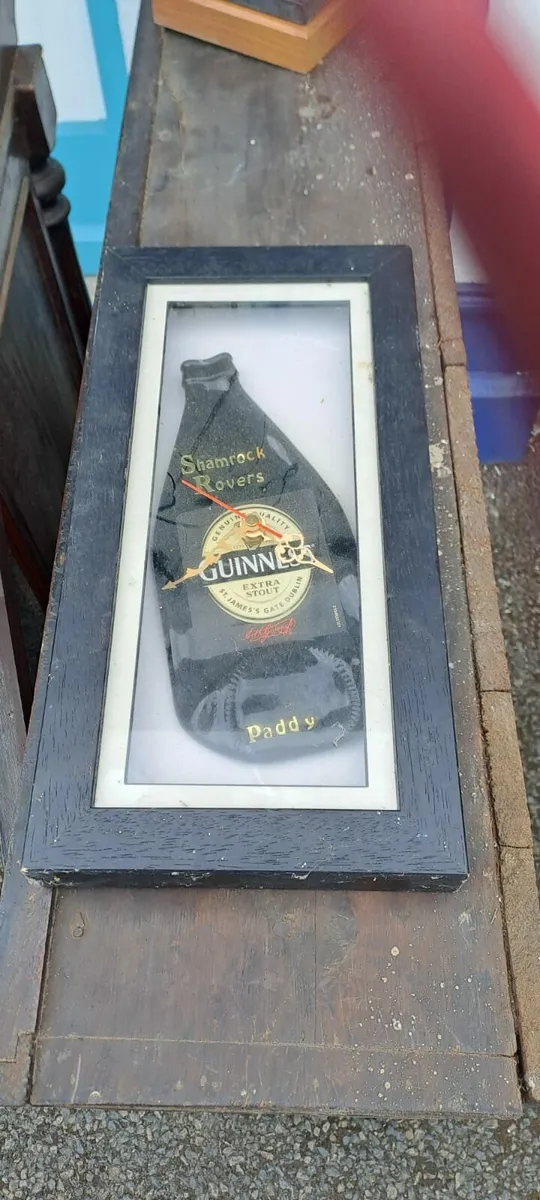 Shamrock
Rovers
GENUINE QUALITY
GUINNESS
EXTRA
STOUT
ST. JAMES'S GATE DUBLIN
Paddy